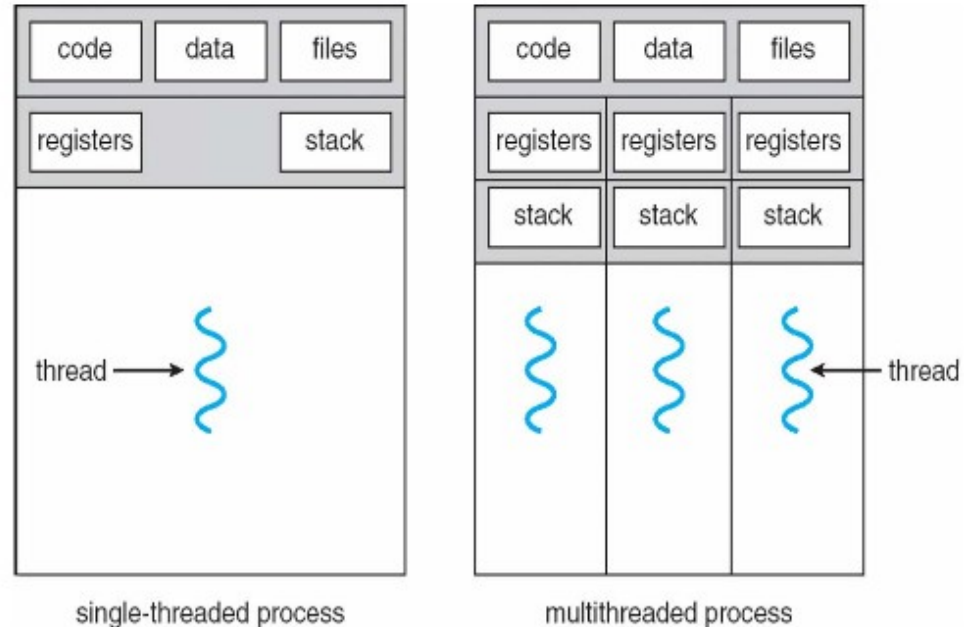 code data files
registers stack
thread
single-threaded process
code data files
registers registers registers
stack stack stack
thread
multithreaded process